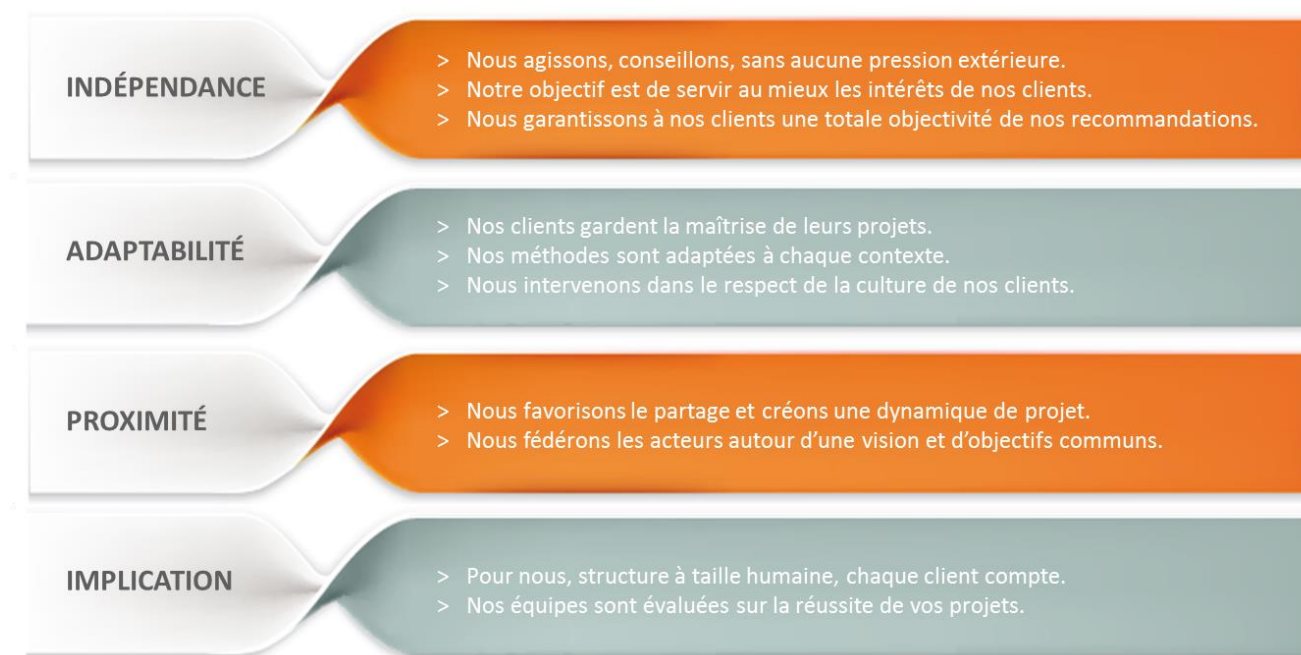 INDÉPENDANCE
> Nous agissons, conseillons, sans aucune pression extérieure.
> Notre objectif est de servir au mieux les intérêts de nos clients.
> Nous garantissons à nos clients une totale objectivité de nos recommandations.
ADAPTABILITÉ
> Nos clients gardent la maîtrise de leurs projets.
> Nos méthodes sont adaptées à chaque contexte.
> Nous intervenons dans le respect de la culture de nos clients.
PROXIMITÉ
> Nous favorisons le partage et créons une dynamique de projet.
> Nous fédérons les acteurs autour d’une vision et d’objectifs communs.
IMPLICATION
> Pour nous, structure à taille humaine, chaque client compte.
> Nos équipes sont évaluées sur la réussite de vos projets.